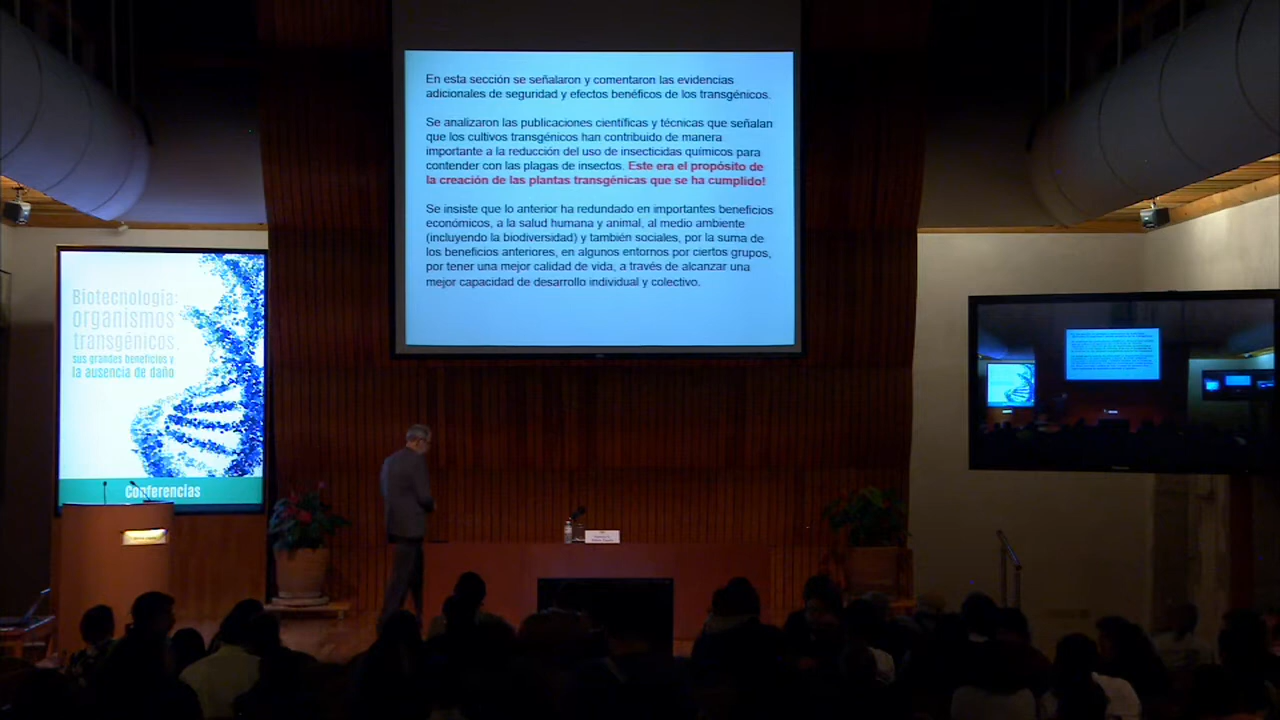 En esta sección se señalaron y comentaron las evidencias
adicionales de seguridad y efectos benéficos de los transgénicos.
Se analizaron las publicaciones científicas y técnicas que señalan
que los cultivos transgénicos han contribuido de manera
importante a la reducción del uso de insecticidas químicos para
contender con las plagas de insectos. Este era el propósito de
la creación de las plantas transgénicas que se ha cumplido!
Se insiste que lo anterior ha redundado en importantes beneficios
económicos, a la salud humana y animal, al medio ambiente
(incluyendo la biodiversidad) y también sociales, por la suma de
los beneficios anteriores, en algunos entornos por ciertos grupos,
por tener una mejor calidad de vida, a través de alcanzar una
mejor capacidad de desarrollo individual y colectivo.
Biotecnología:
organismos
transgénicos.
sus grandes beneficios y
la ausencia de daño
Conferencias